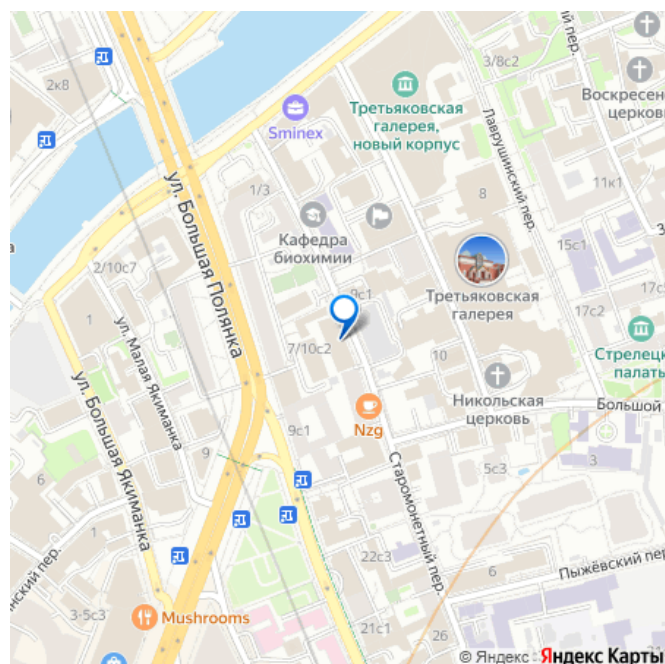 2к8
3/8с2
Воскресен
церковь
Sminex
Третьяковская
галерея,
новый корпус
Лаврушинский пер.
11к1
1/3
8
ул. Большая Полянка
Кафедра
биохимии
15с1
2/10с7
9с1
Третьяковская
галерея
17с
17с2
1
ул. Малая Якиманка
7/10с2
10
Стрелец
палаты
Никольская
церковь
Большой
Nzg
ул. Большая Якиманка
9с1
9
Старомонетный пер.
5с3
3
1
22с3
6
Пыжёвский пер
нский пер.
3-5с3
Mushrooms
21с1
26
© Яндекс Яндекс Карты